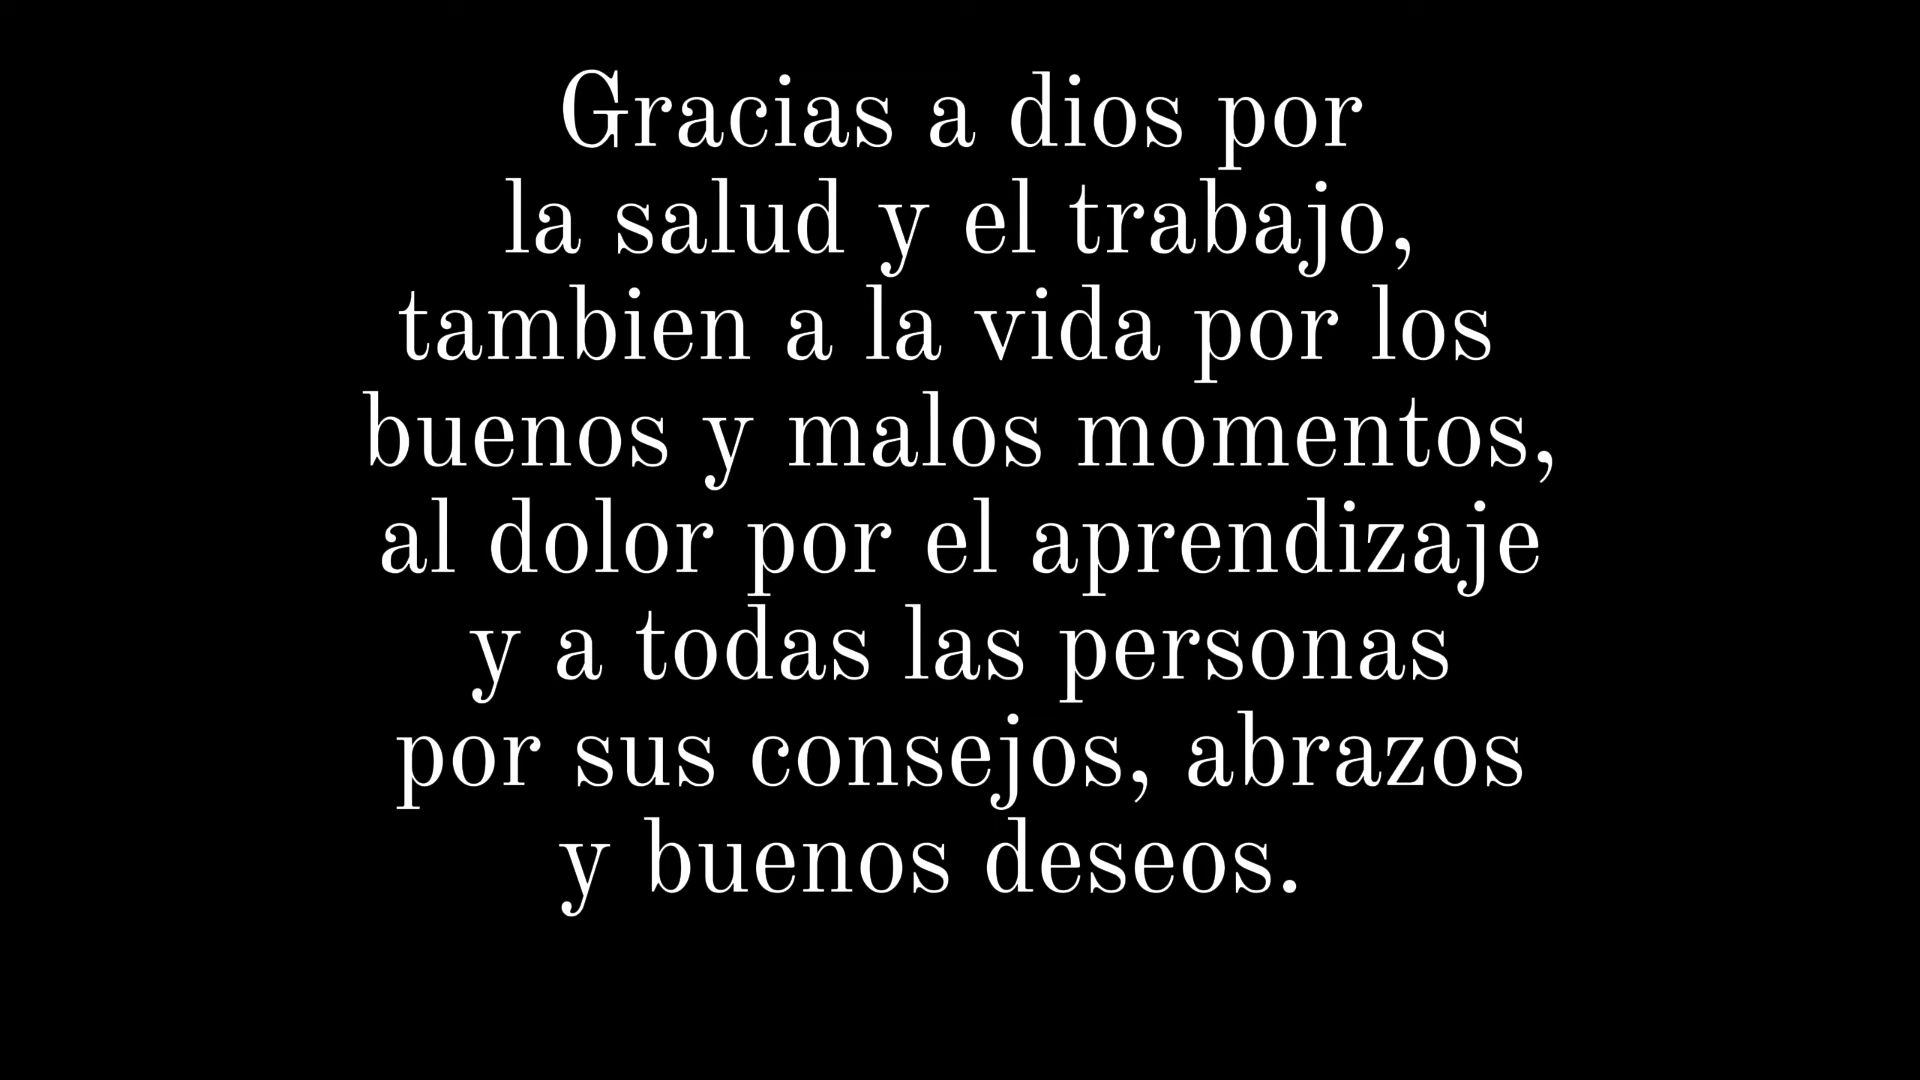 Gracias a dios por
la salud y el trabajo,
tambien a la vida por los
buenos y malos momentos,
al dolor por el aprendizaje
y a todas las personas
por sus consejos, abrazos
y buenos deseos.